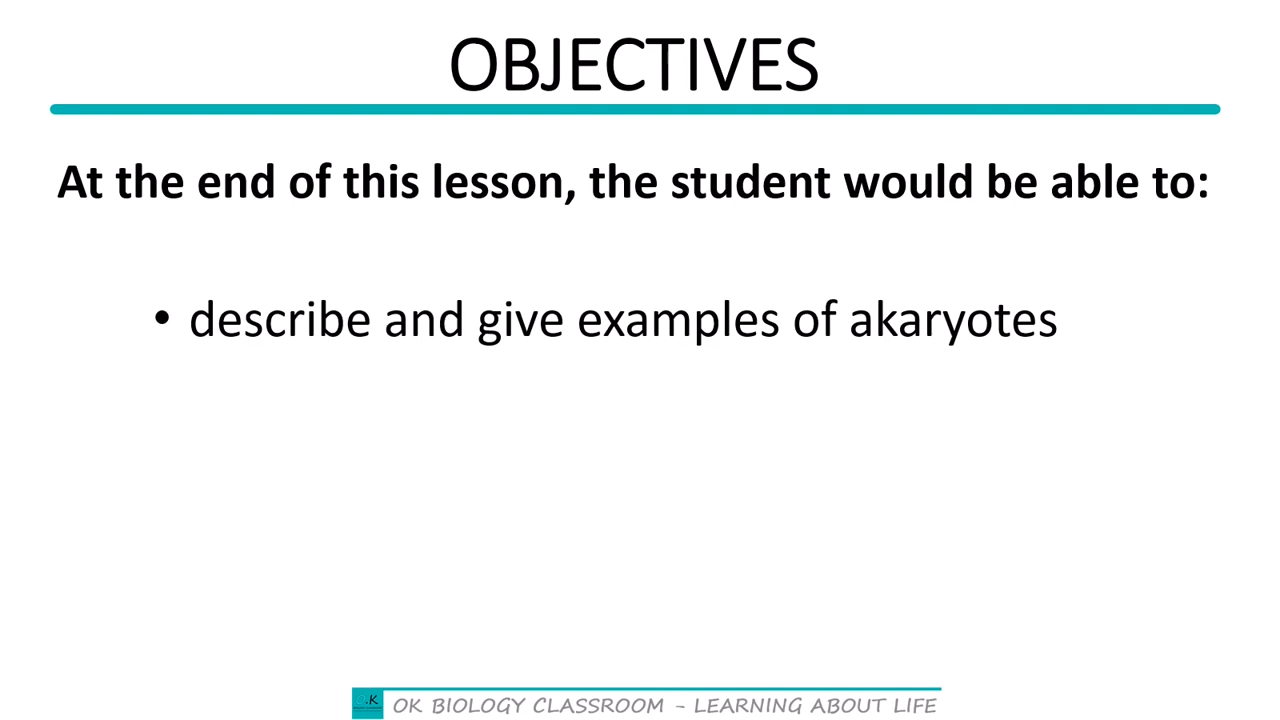 OBJECTIVES
At the end of this lesson, the student would be able to:
• describe and give examples of akaryotes
OK BIOLOGY CLASSROOM - LEARNING ABOUT LIFE